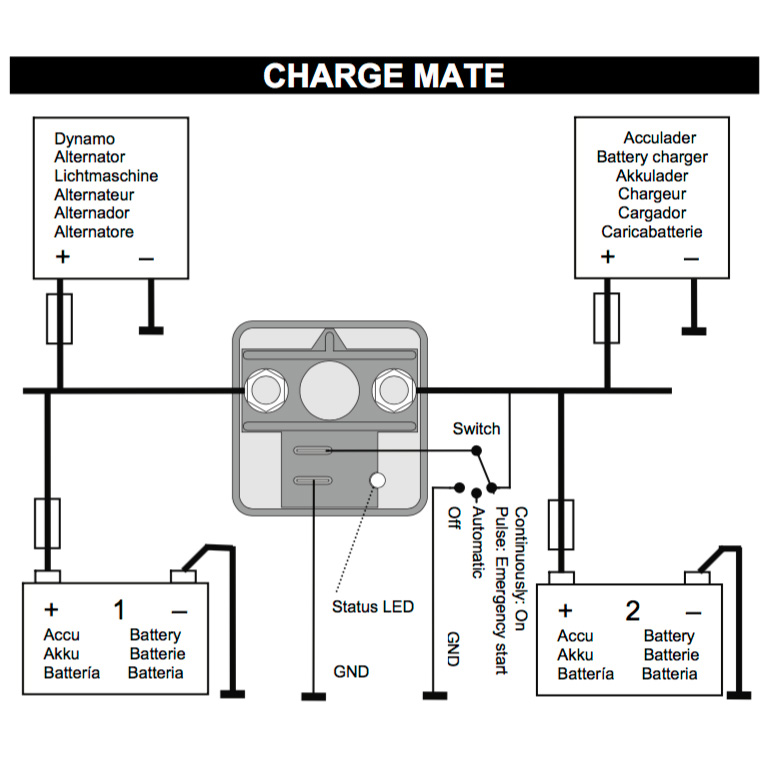 CHARGE MATE
Dynamo
Alternator
Lichtmaschine
Alternateur
Alternador
Alternatore
+ –
Acculader
Battery charger
Akkulader
Chargeur
Cargador
Caricabatterie
+ –
Switch
Off
Automatic
Pulse: Emergency start
Continuously: On
Status LED
GND
GND
+ 1 –
Accu Battery
Akku Batterie
Batería Batteria
+ 2 –
Accu Battery
Akku Batterie
Batería Batteria